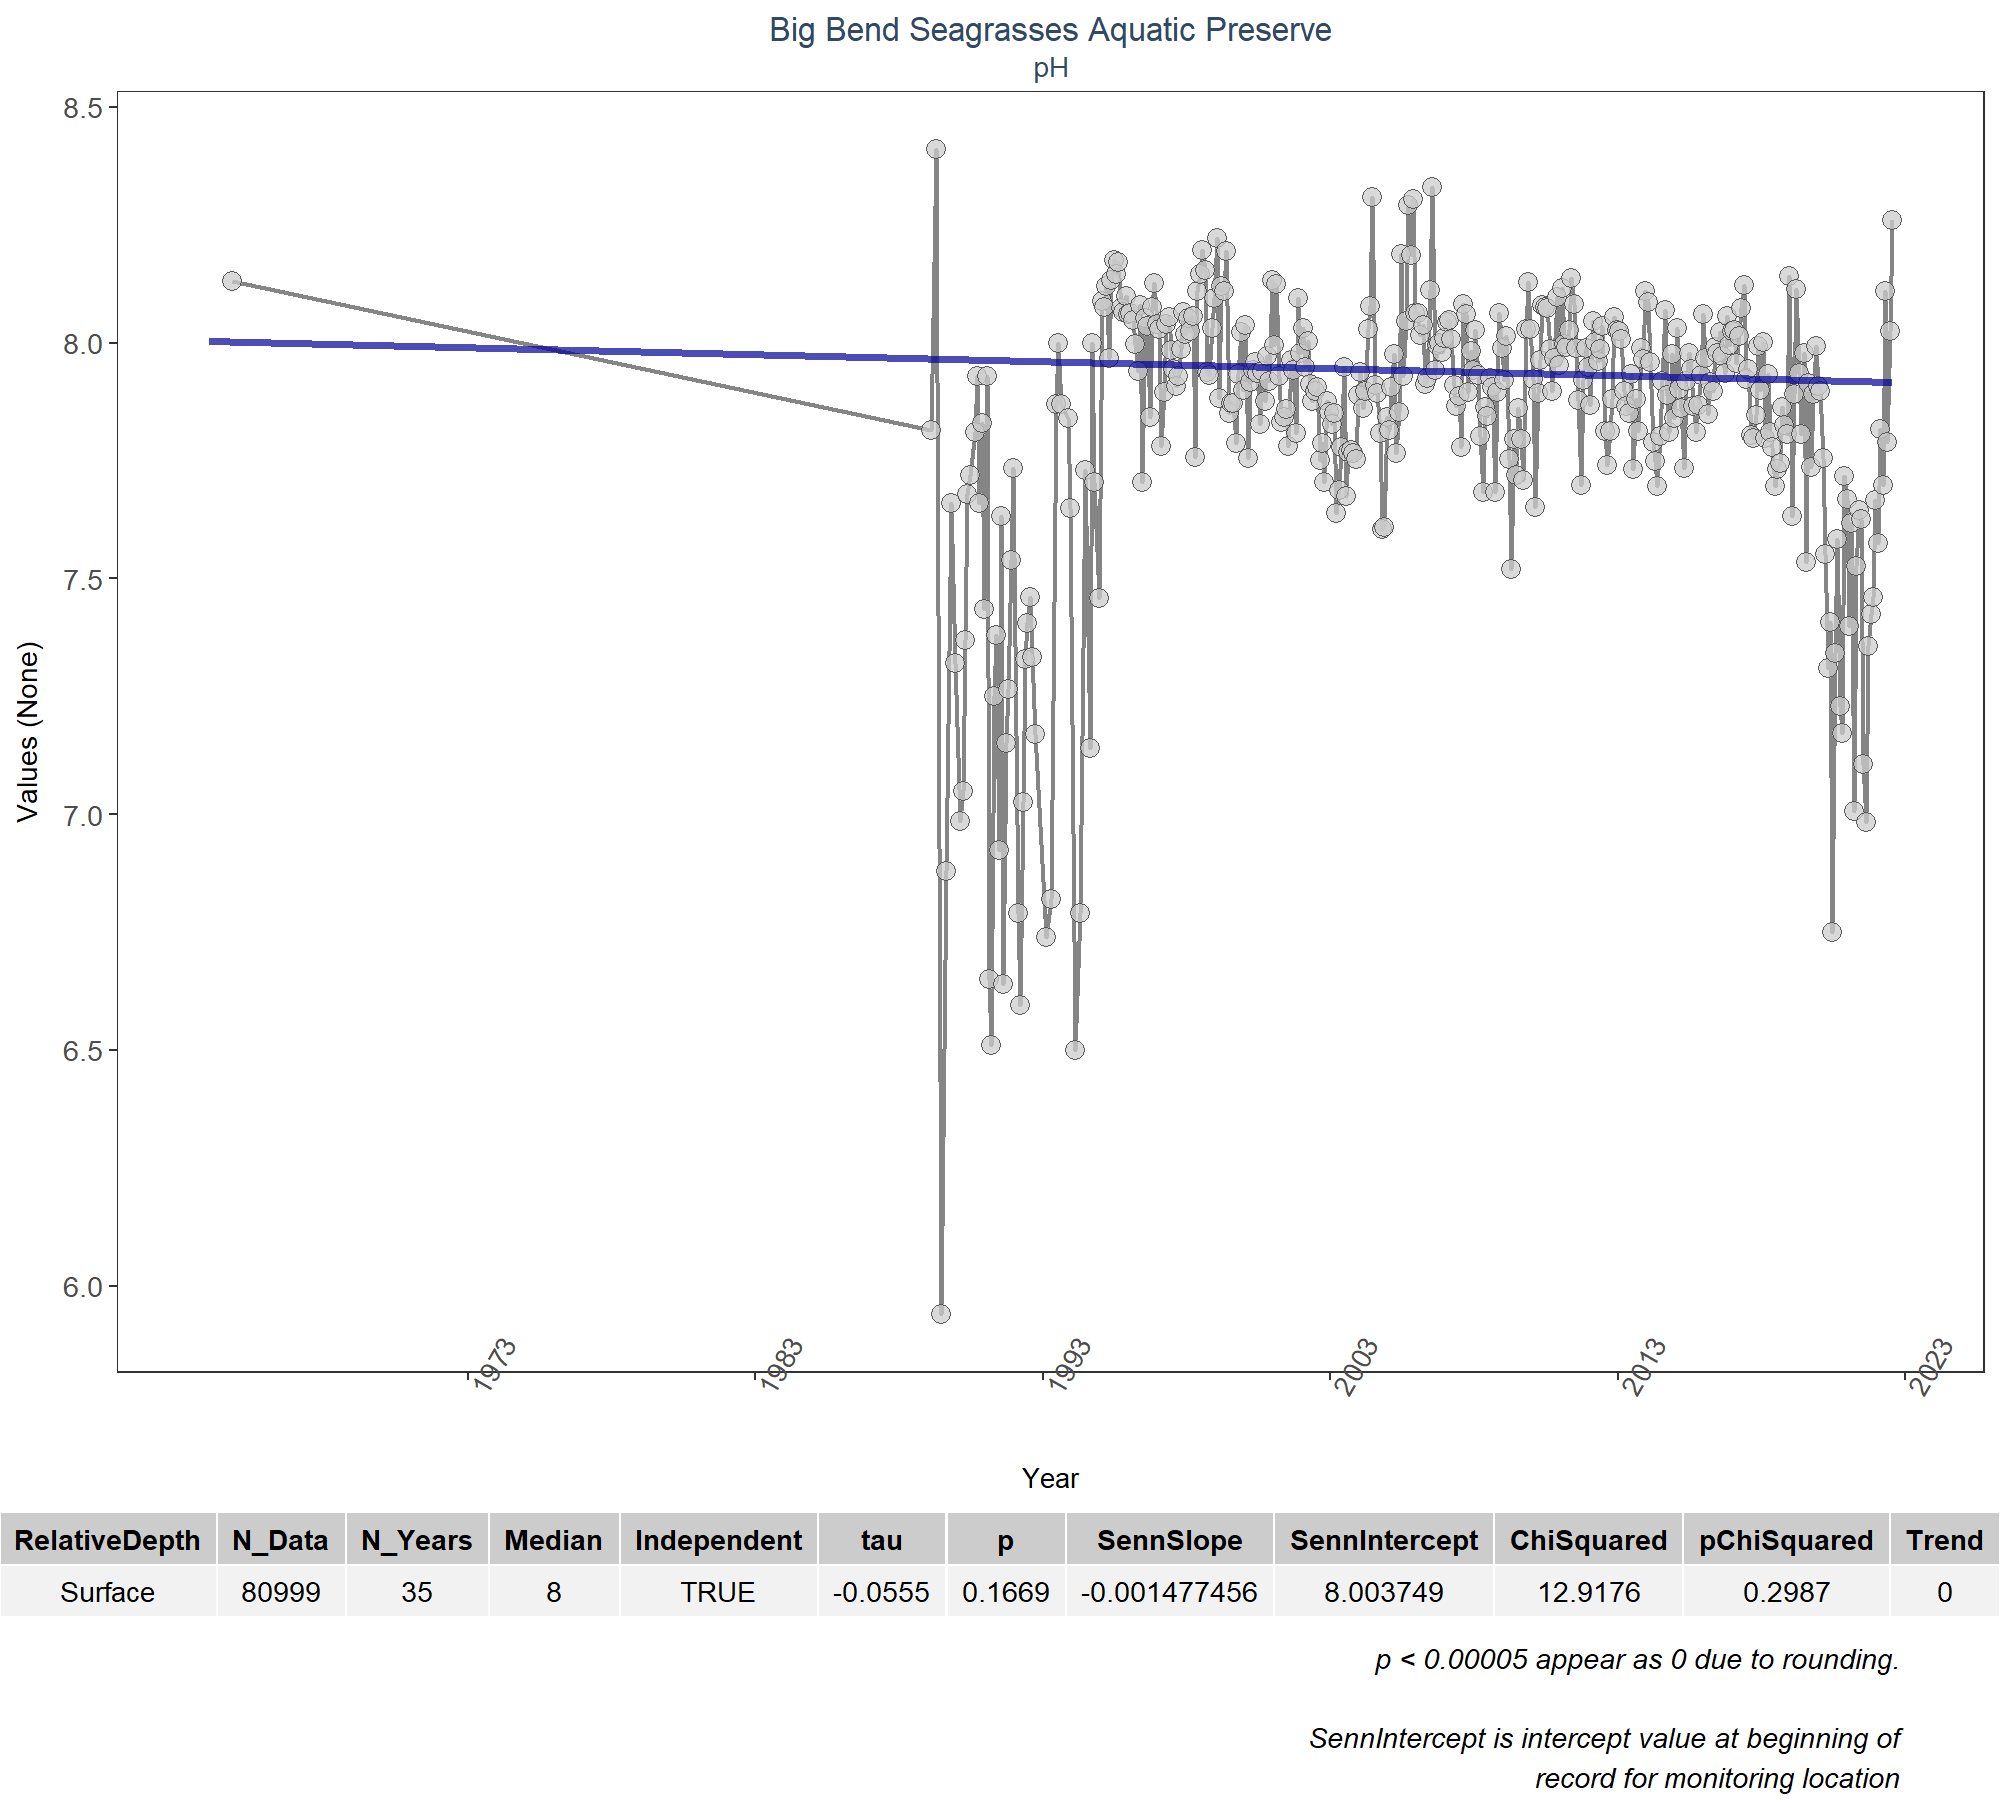 Big Bend Seagrasses Aquatic Preserve
pH
8.5
8.0
7.5
7.0
6.5
6.0
Values (None)
1973
1983
1993
2003
2013
2023
Year
RelativeDepth N_Data N_Years Median Independent tau p SennSlope SennIntercept ChiSquared pChiSquared Trend
Surface 80999 35 8 TRUE -0.0555 0.1669 -0.001477456 8.003749 12.9176 0.2987 0
p < 0.00005 appear as 0 due to rounding.
SennIntercept is intercept value at beginning of
record for monitoring location